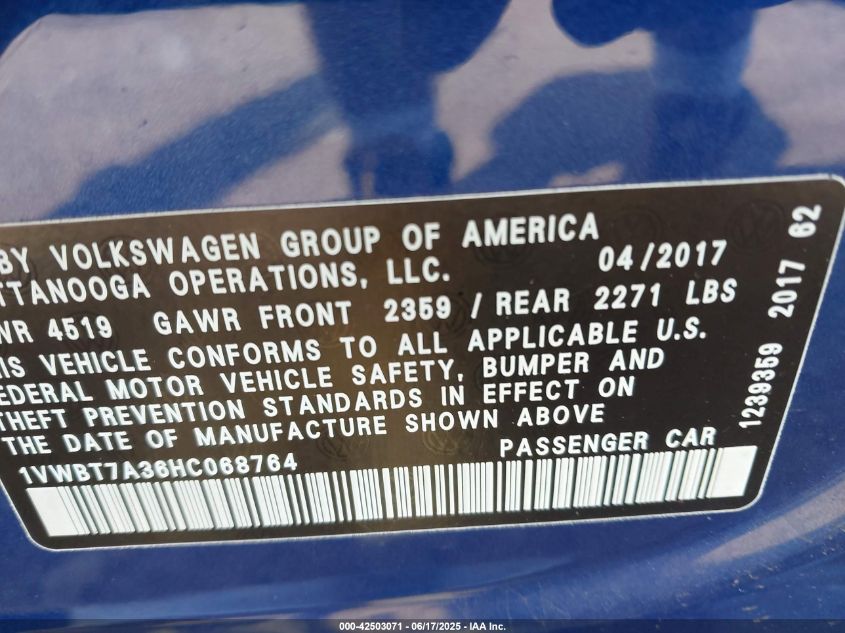 BY VOLKSWAGEN GROUP OF AMERICA
TTANOOGA OPERATIONS, LLC. 04/2017
WR 4519 GAWR FRONT 2359 / REAR 2271 LBS
IS VEHICLE CONFORMS TO ALL APPLICABLE U.S.
EDERAL MOTOR VEHICLE SAFETY, BUMPER AND
THEFT PREVENTION STANDARDS IN EFFECT ON
THE DATE OF MANUFACTURE SHOWN ABOVE
1VWBT7A36HC068764 PASSENGER CAR
1239359 2017 62
000-42503071 - 06/17/2025 - IAA Inc.